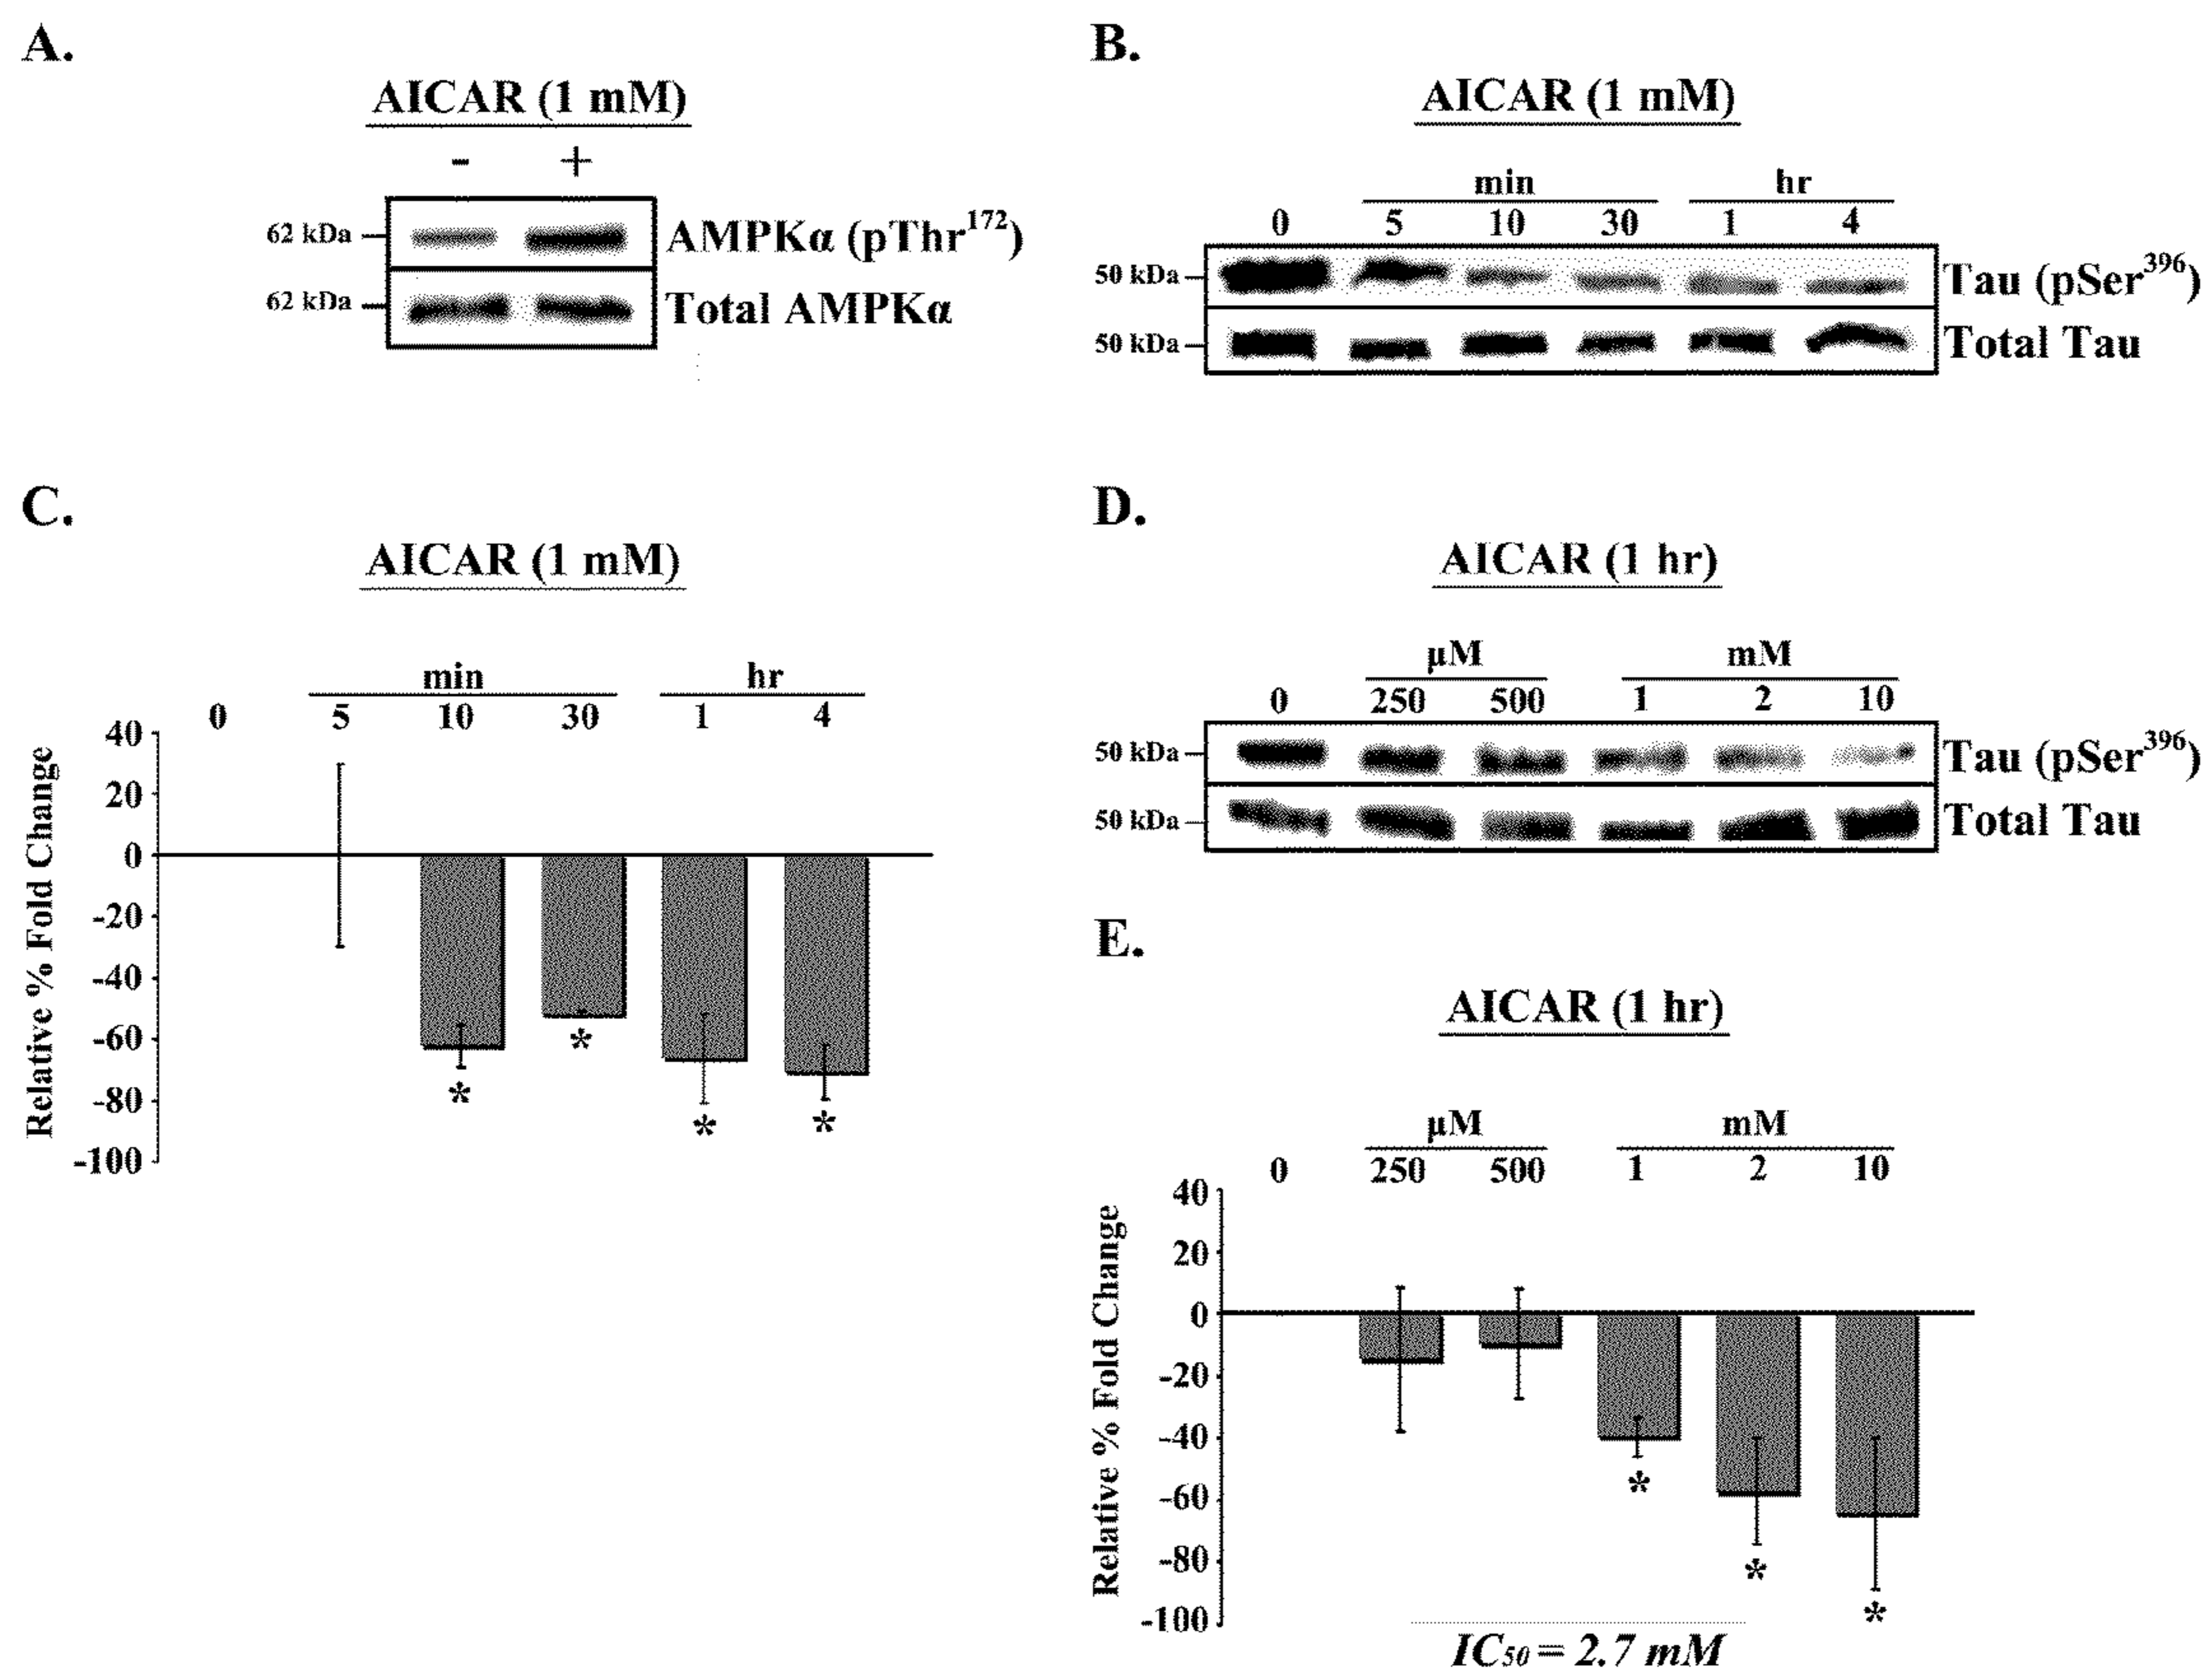 A.
AICAR (1 mM)
- +
62 kDa AMPKα (pThr172)
62 kDa Total AMPKα
B.
AICAR (1 mM)
min hr
0 5 10 30 1 4
50 kDa Tau (pSer396)
50 kDa Total Tau
C.
AICAR (1 mM)
min hr
0 5 10 30 1 4
Relative % Fold Change
40
20
0
-20
-40
-60
-80
-100
* * * *
D.
AICAR (1 hr)
µM mM
0 250 500 1 2 10
50 kDa Tau (pSer396)
50 kDa Total Tau
E.
AICAR (1 hr)
µM mM
0 250 500 1 2 10
Relative % Fold Change
40
20
0
-20
-40
-60
-80
-100
* * *
IC50 = 2.7 mM